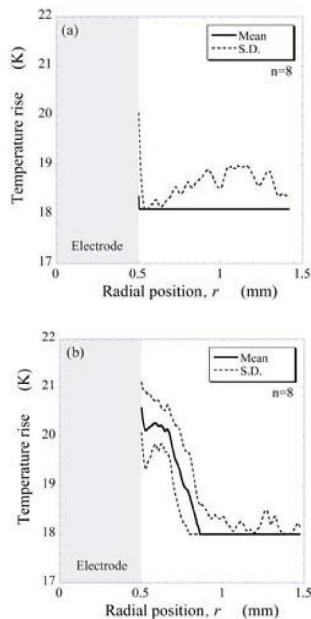 (a)
Mean
S.D.
n=8
Temperature rise (K)
22
21
20
19
18
17
Electrode
0 0.5 1 1.5
Radial position, r (mm)
(b)
Mean
S.D.
n=8
Temperature rise (K)
22
21
20
19
18
17
Electrode
0 0.5 1 1.5
Radial position, r (mm)